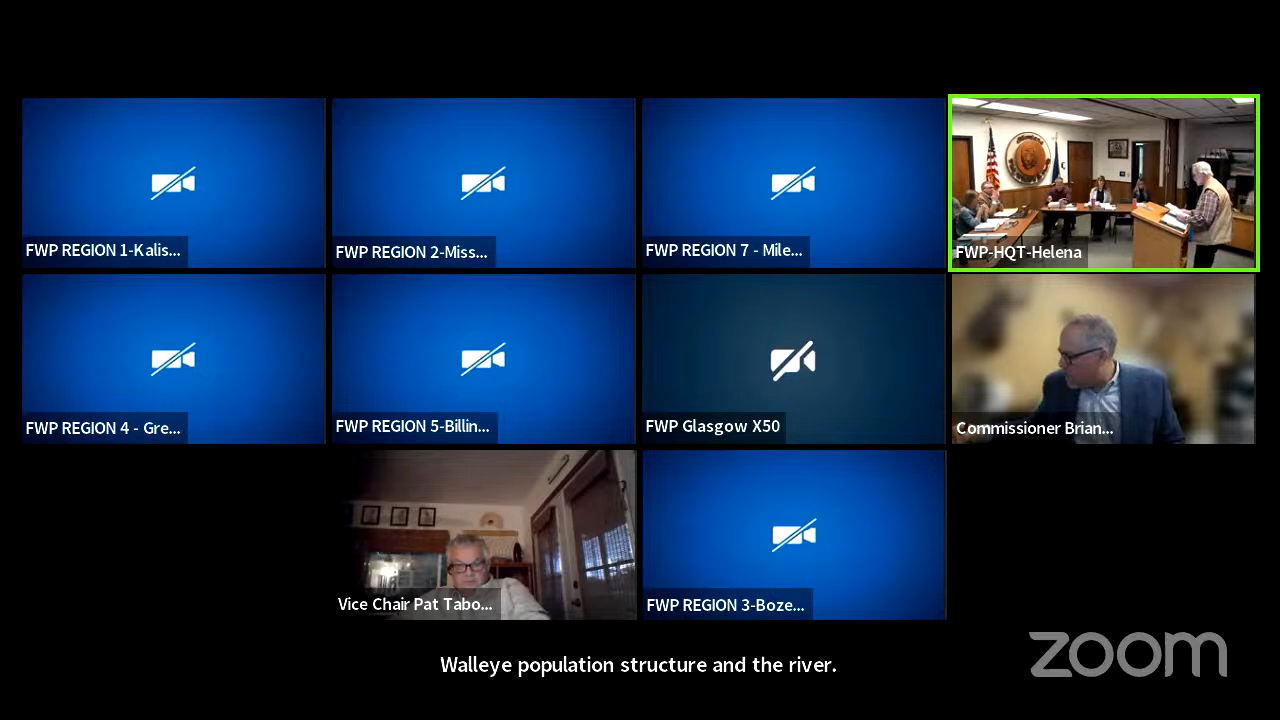 FWP REGION 1-Kalis...
FWP REGION 2-Miss...
FWP REGION 7 - Mile...
FWP-HQT-Helena
FWP REGION 4 - Gre...
FWP REGION 5-Billin...
FWP Glasgow X50
Commissioner Brian...
Vice Chair Pat Tabo...
FWP REGION 3-Boze...
Walleye population structure and the river.
zoom